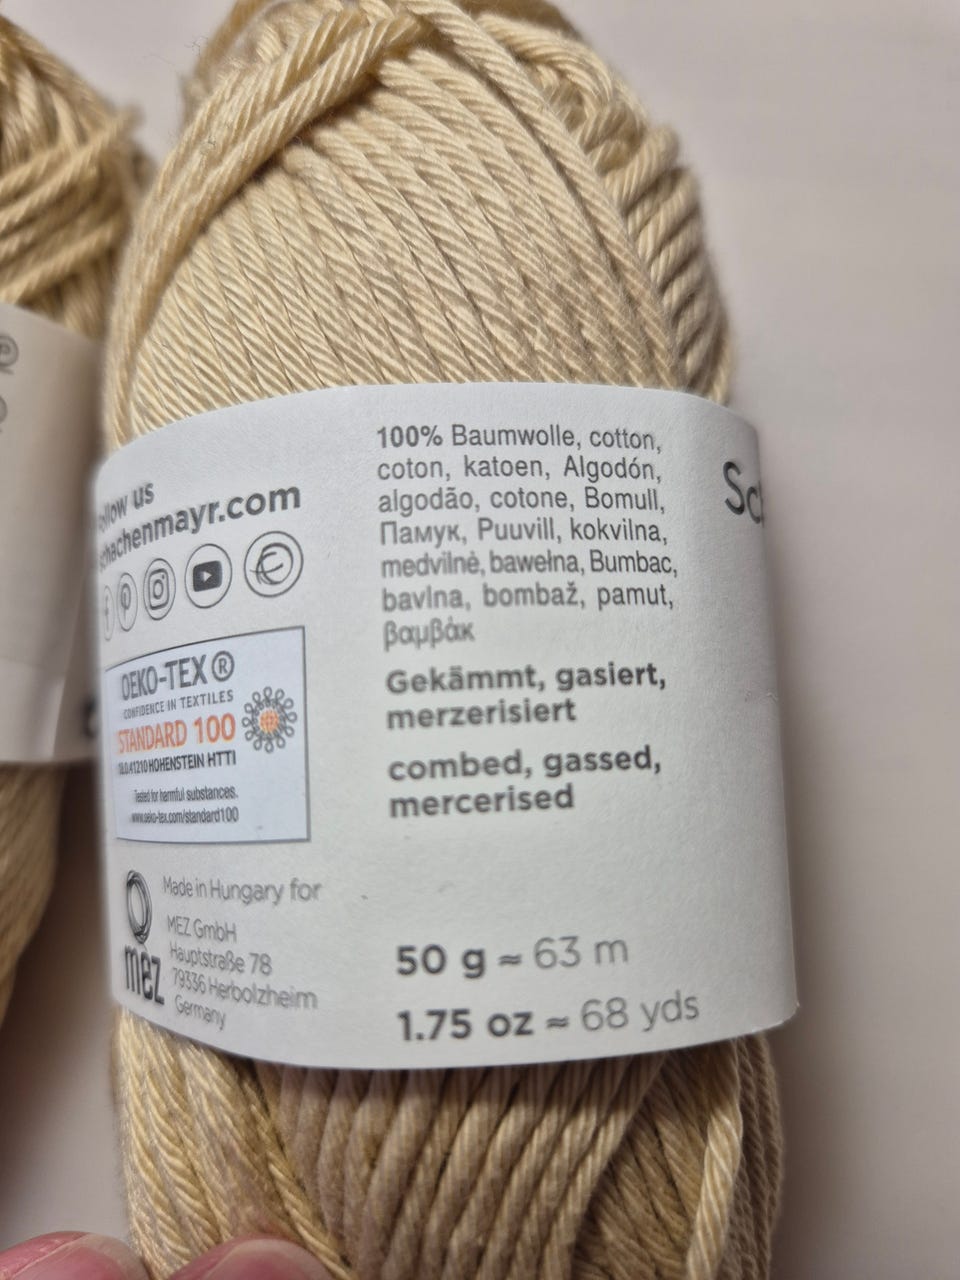 Follow us
schachenmayr.com
OEKO-TEX®
CONFIDENCE IN TEXTILES
STANDARD 100
HOHENSTEIN HTTI
Tested for harmful substances.
www.oeko-tex.com/standard100
Made in Hungary for
mez
MEZ GmbH
Hauptstraße 78
79336 Herbolzheim
Germany
100% Baumwolle, cotton,
coton, katoen, Algodón,
algodão, cotone, Bomull,
Памук, Puuvill, kokvilna,
medvilnė, bawełna, Bumbac,
bavlna, bombaž, pamut,
βαμβάκ
Gekämmt, gasiert,
merzerisiert
combed, gassed,
mercerised
50 g ≈ 63 m
1.75 oz ≈ 68 yds